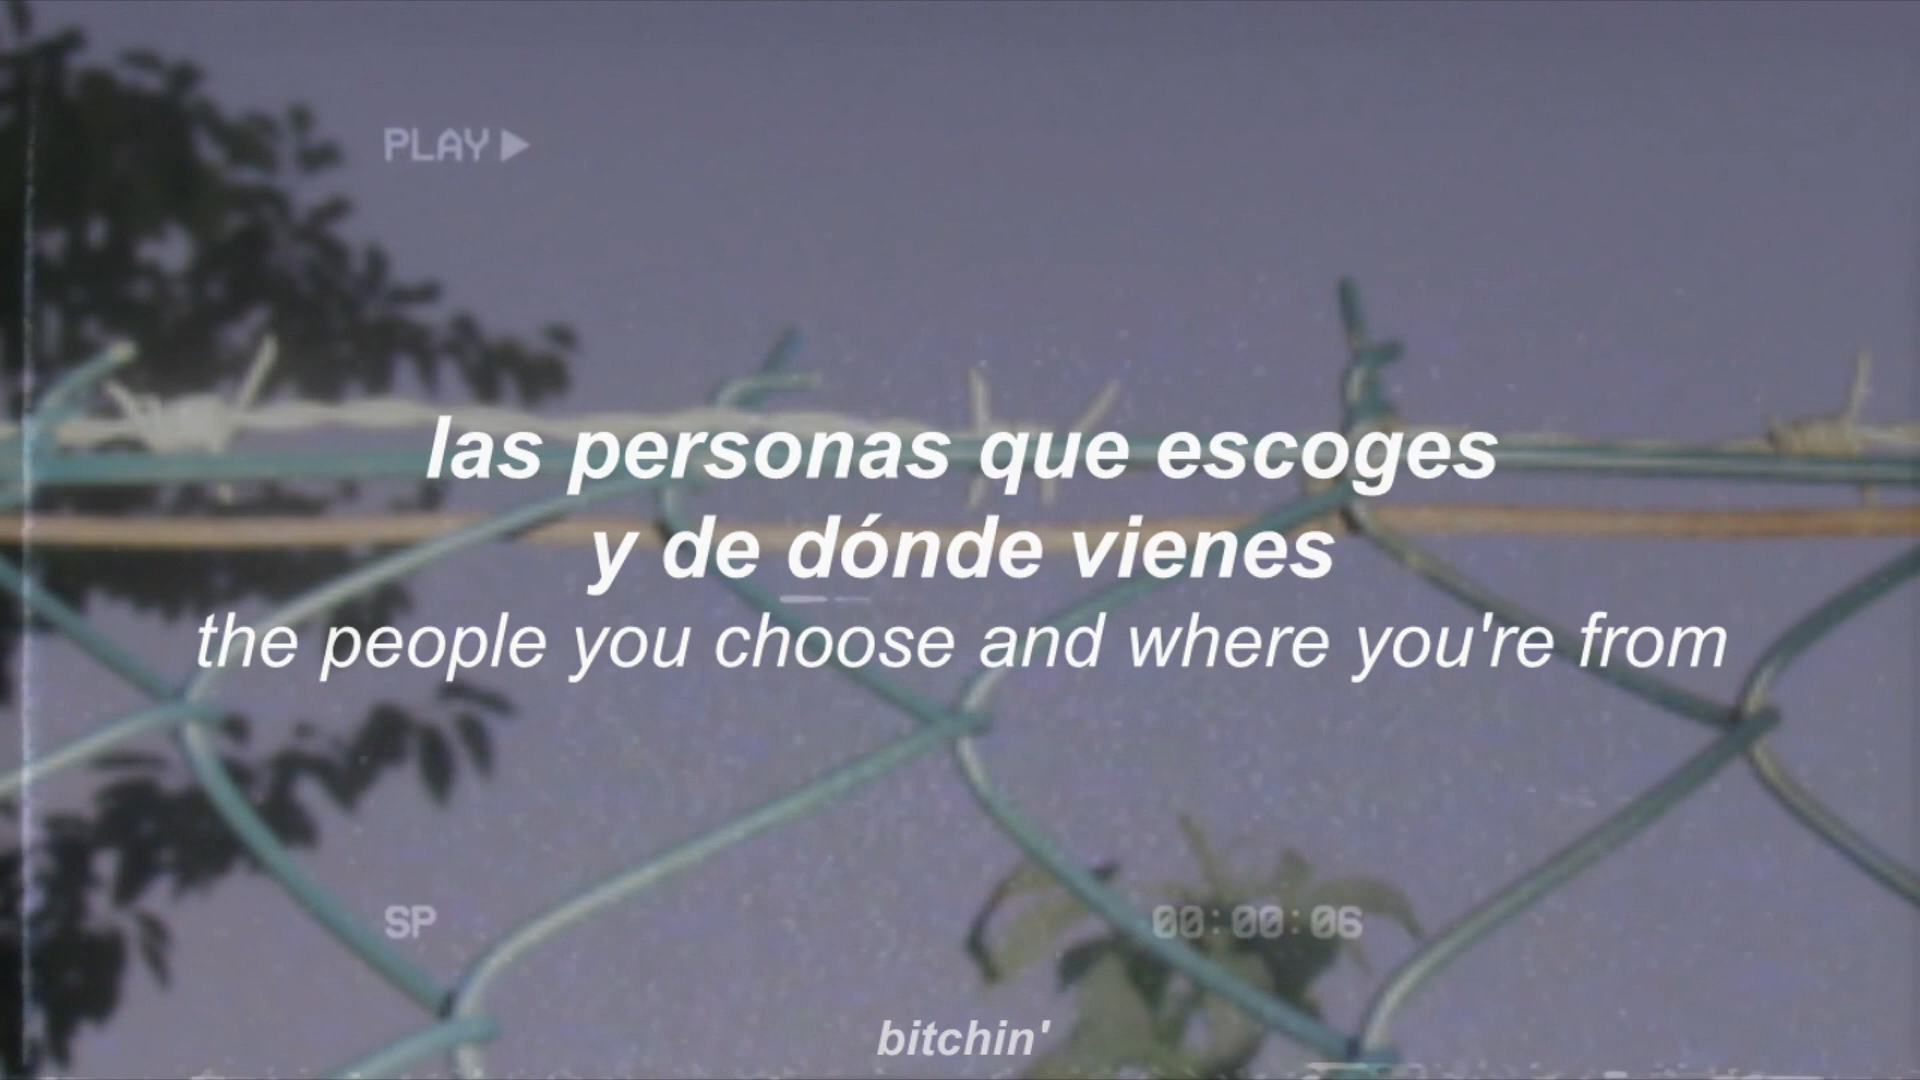 PLAY ▶
las personas que escoges
y de dónde vienes
the people you choose and where you're from
SP
00:00:06
bitchin'